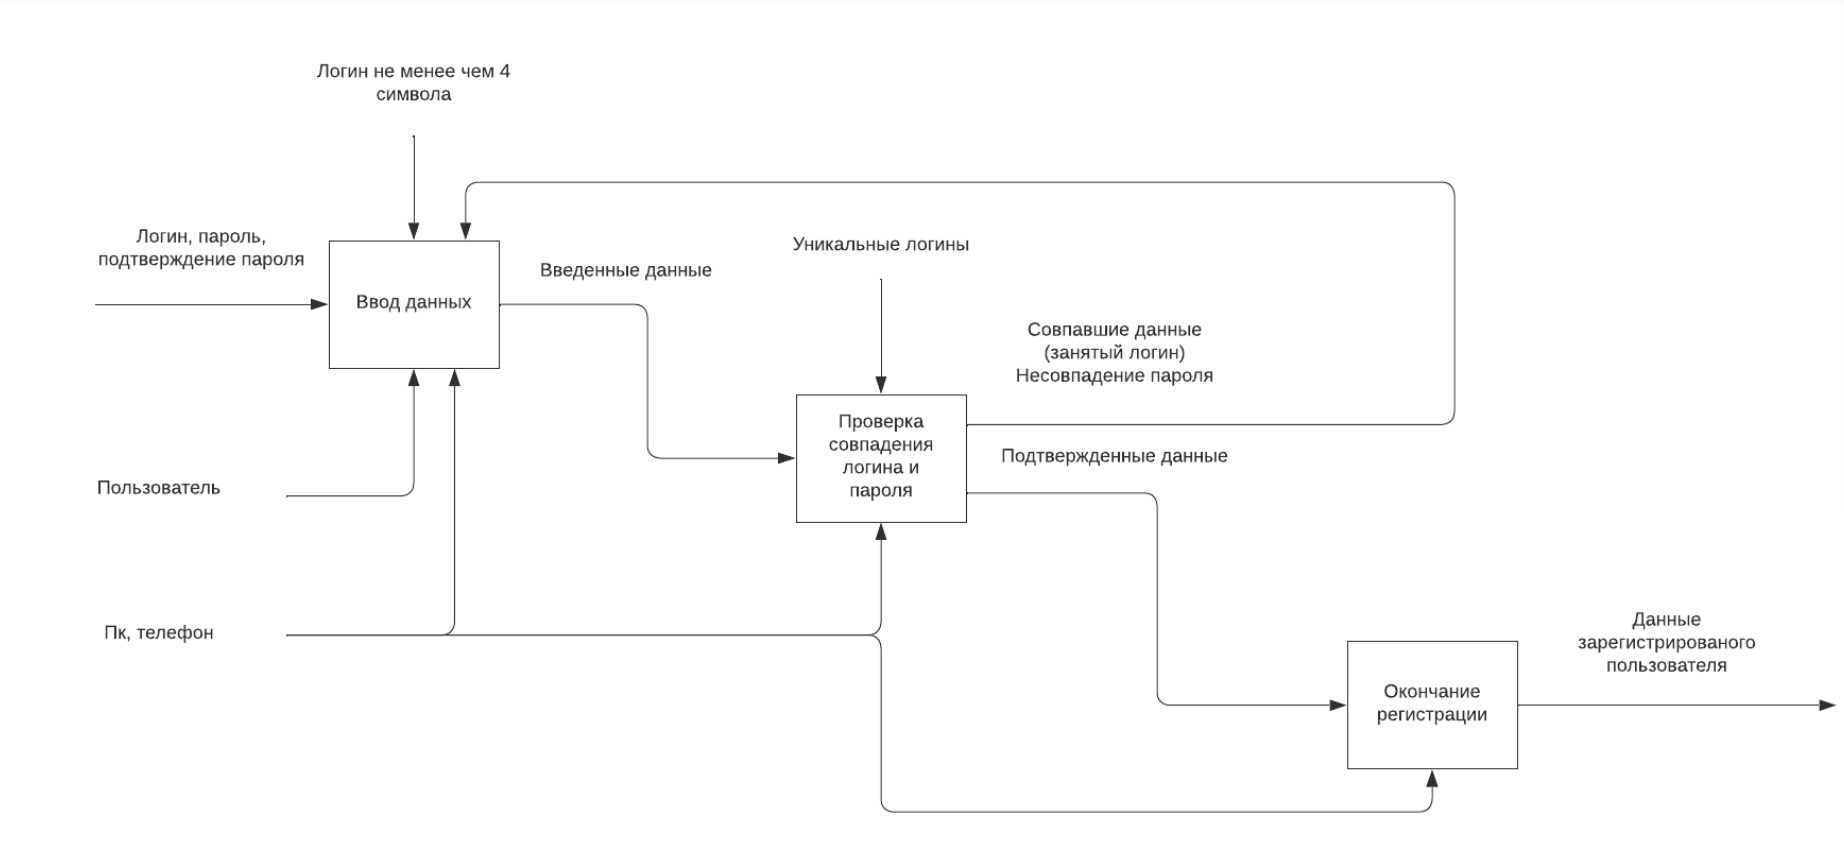 Логин не менее чем 4
символа
Логин, пароль,
подтверждение пароля
Ввод данных
Введенные данные
Уникальные логины
Совпавшие данные
(занятый логин)
Несовпадение пароля
Проверка
совпадения
логина и
пароля
Подтвержденные данные
Пользователь
Пк, телефон
Данные
зарегистрированого
пользователя
Окончание
регистрации